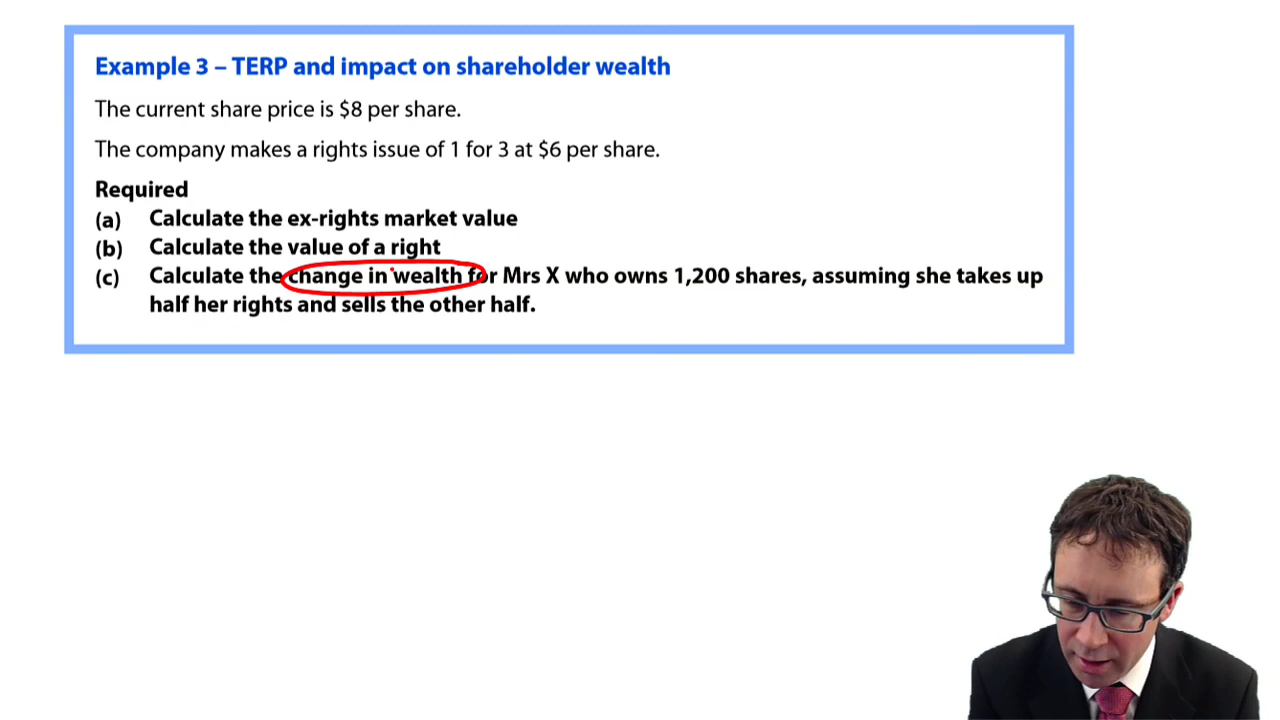 Example 3 – TERP and impact on shareholder wealth
The current share price is $8 per share.
The company makes a rights issue of 1 for 3 at $6 per share.
Required
(a) Calculate the ex-rights market value
(b) Calculate the value of a right
(c) Calculate the change in wealth for Mrs X who owns 1,200 shares, assuming she takes up
half her rights and sells the other half.